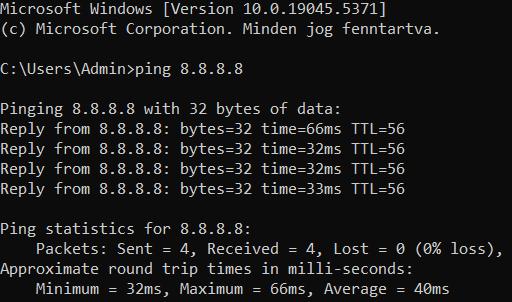 Microsoft Windows [Version 10.0.19045.5371]
(c) Microsoft Corporation. Minden jog fenntartva.
C:\Users\Admin>ping 8.8.8.8
Pinging 8.8.8.8 with 32 bytes of data:
Reply from 8.8.8.8: bytes=32 time=66ms TTL=56
Reply from 8.8.8.8: bytes=32 time=32ms TTL=56
Reply from 8.8.8.8: bytes=32 time=32ms TTL=56
Reply from 8.8.8.8: bytes=32 time=33ms TTL=56
Ping statistics for 8.8.8.8:
    Packets: Sent = 4, Received = 4, Lost = 0 (0% loss),
Approximate round trip times in milli-seconds:
    Minimum = 32ms, Maximum = 66ms, Average = 40ms